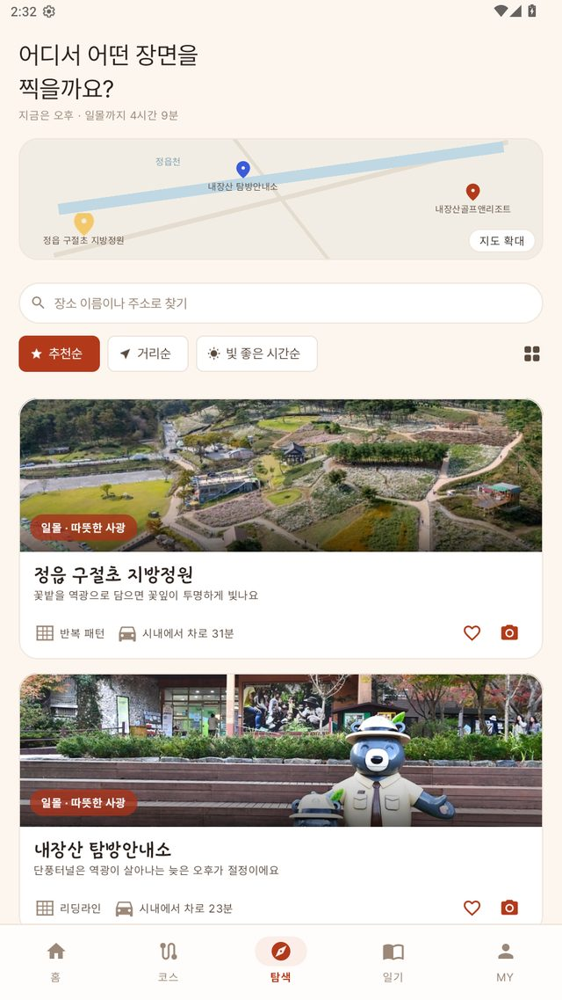 2:32
어디서 어떤 장면을
찍을까요?
지금은 오후 · 일몰까지 4시간 9분
정읍천
내장산 탐방안내소
내장산골프앤리조트
정읍 구절초 지방정원
지도 확대
장소 이름이나 주소로 찾기
추천순
거리순
빛 좋은 시간순
일몰 · 따뜻한 사광
정읍 구절초 지방정원
꽃밭을 역광으로 담으면 꽃잎이 투명하게 빛나요
반복 패턴
시내에서 차로 31분
일몰 · 따뜻한 사광
내장산 탐방안내소
단풍터널은 역광이 살아나는 늦은 오후가 절정이에요
리딩라인
시내에서 차로 23분
홈
코스
탐색
일기
MY